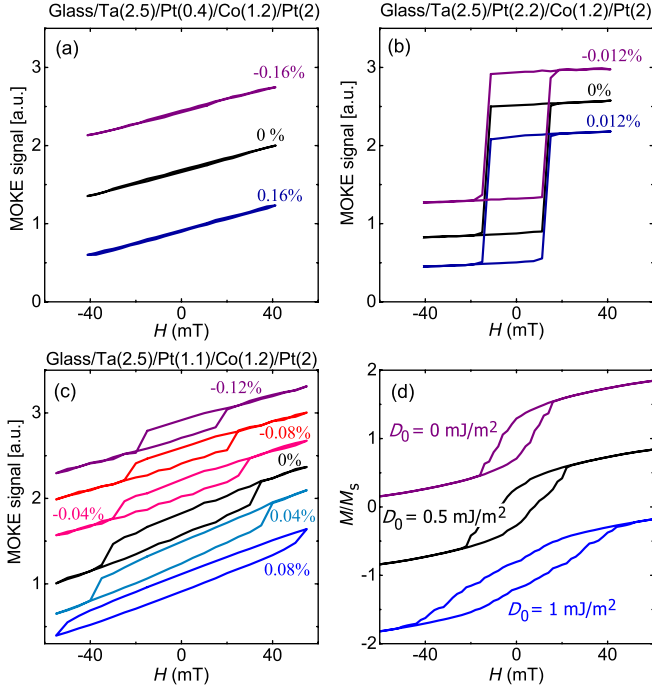 Glass/Ta(2.5)/Pt(0.4)/Co(1.2)/Pt(2)
Glass/Ta(2.5)/Pt(2.2)/Co(1.2)/Pt(2)
(a)
-0.16%
0 %
0.16%
MOKE signal [a.u.]
3
2
1
0
-40
0
40
H (mT)
(b)
-0.012%
0%
0.012%
MOKE signal [a.u.]
3
2
1
0
-40
0
40
H (mT)
Glass/Ta(2.5)/Pt(1.1)/Co(1.2)/Pt(2)
(c)
-0.12%
-0.08%
0%
-0.04%
0.04%
0.08%
MOKE signal [a.u.]
3
2
1
-40
0
40
H (mT)
(d)
D₀ = 0 mJ/m²
D₀ = 0.5 mJ/m²
D₀ = 1 mJ/m²
M/Mₛ
2
1
0
-1
-2
-40
0
40
H (mT)